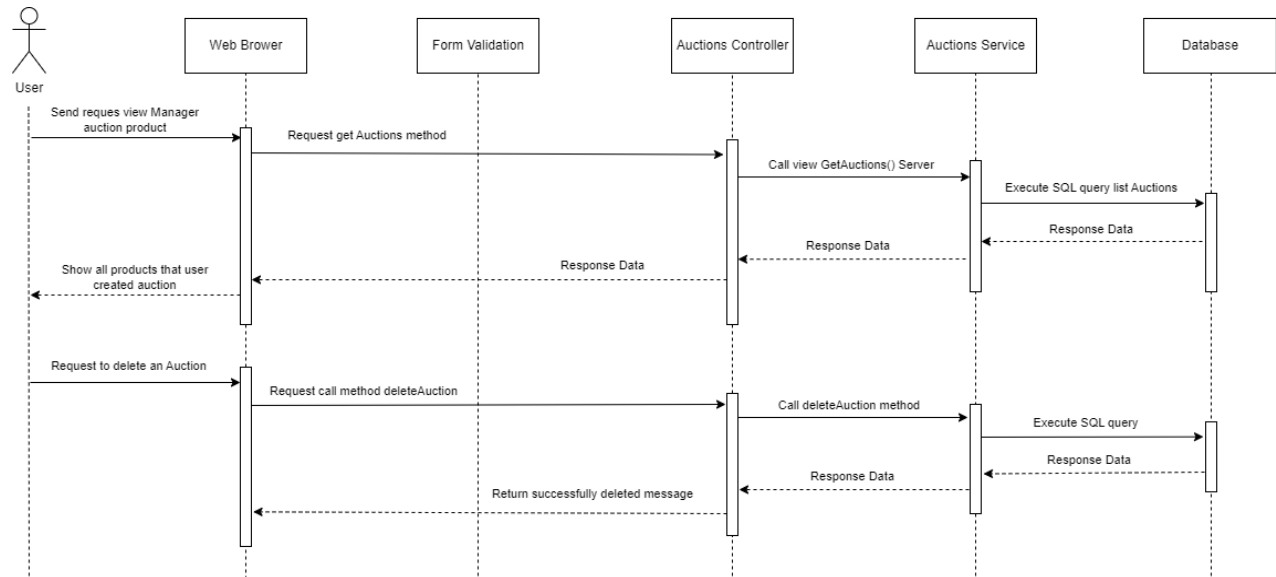 Web Brower
Form Validation
Auctions Controller
Auctions Service
Database
User
Send reques view Manager
auction product
Request get Auctions method
Call view GetAuctions() Server
Execute SQL query list Auctions
Response Data
Response Data
Response Data
Show all products that user
created auction
Request to delete an Auction
Request call method deleteAuction
Call deleteAuction method
Execute SQL query
Response Data
Response Data
Return successfully deleted message